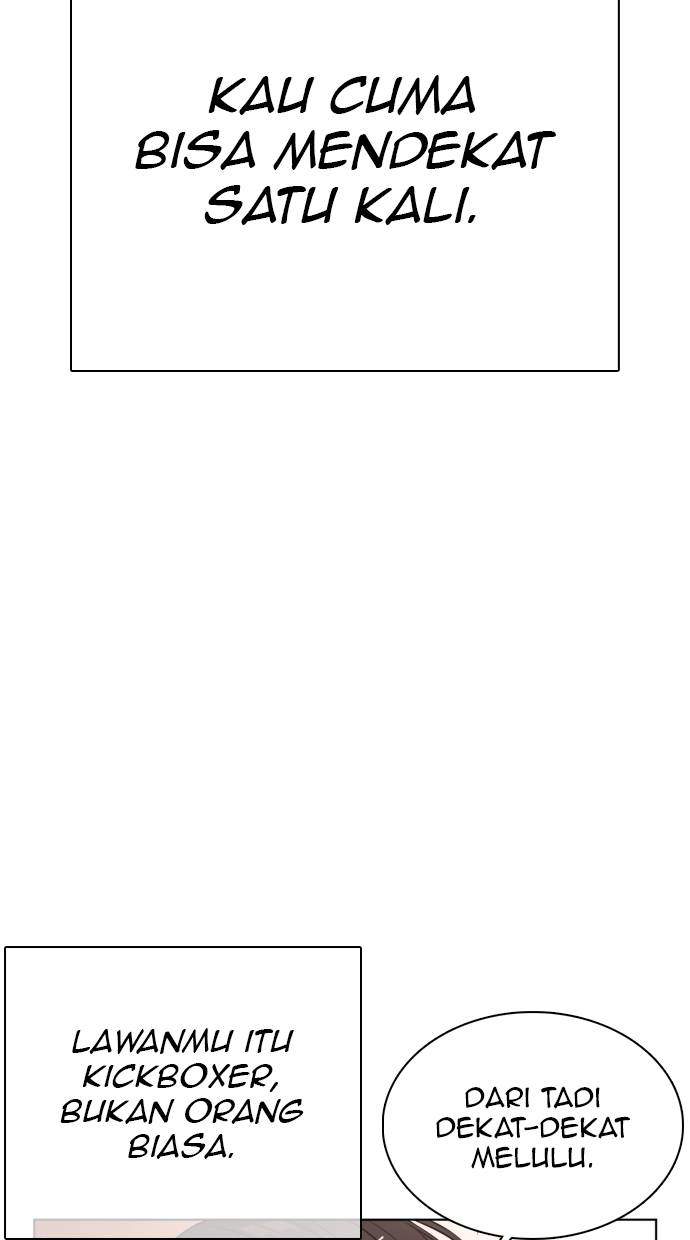 KAU CUMA
BISA MENDEKAT
SATU KALI.
LAWANMU ITU
KICKBOXER,
BUKAN ORANG
BIASA.
DARI TADI
DEKAT-DEKAT
MELULU.